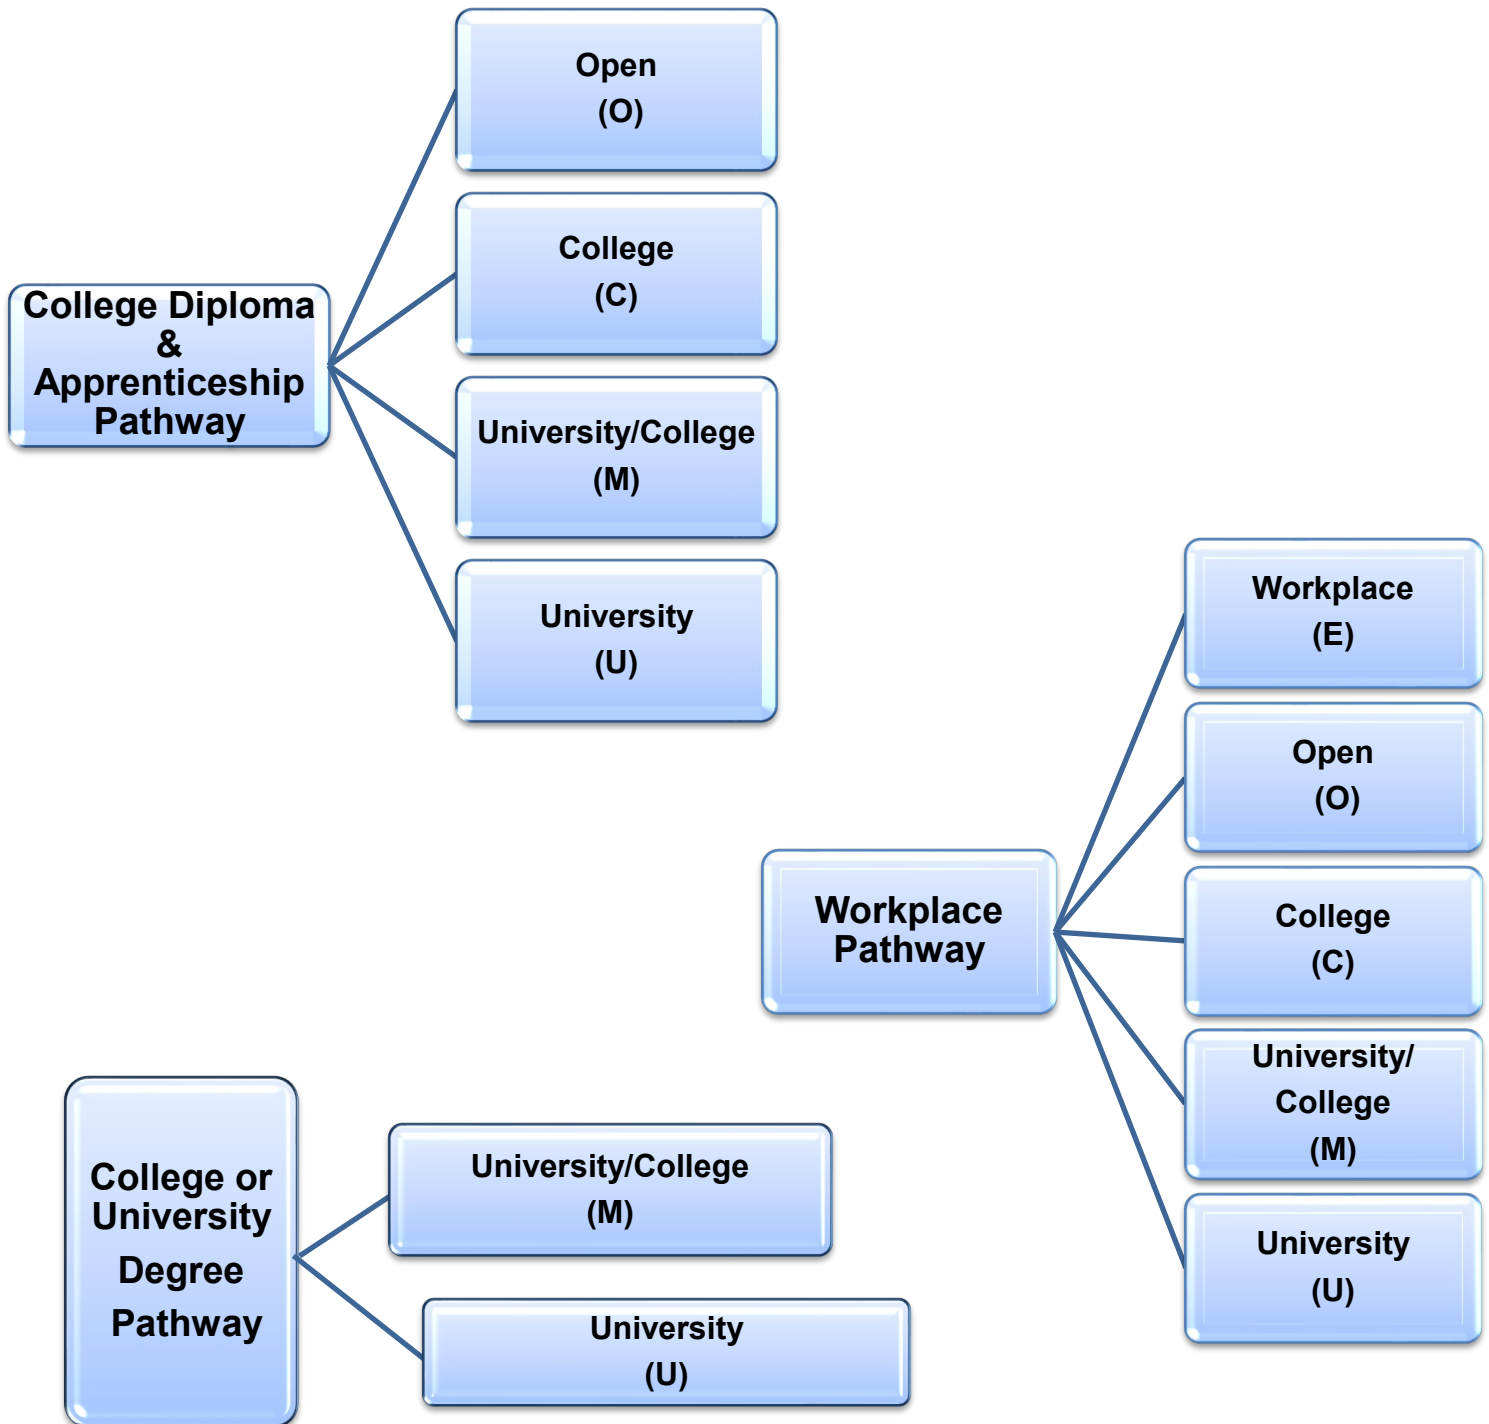 College Diploma
&
Apprenticeship
Pathway
Open
(O)
College
(C)
University/College
(M)
University
(U)
Workplace
Pathway
Workplace
(E)
Open
(O)
College
(C)
University/
College
(M)
University
(U)
College or
University
Degree
Pathway
University/College
(M)
University
(U)